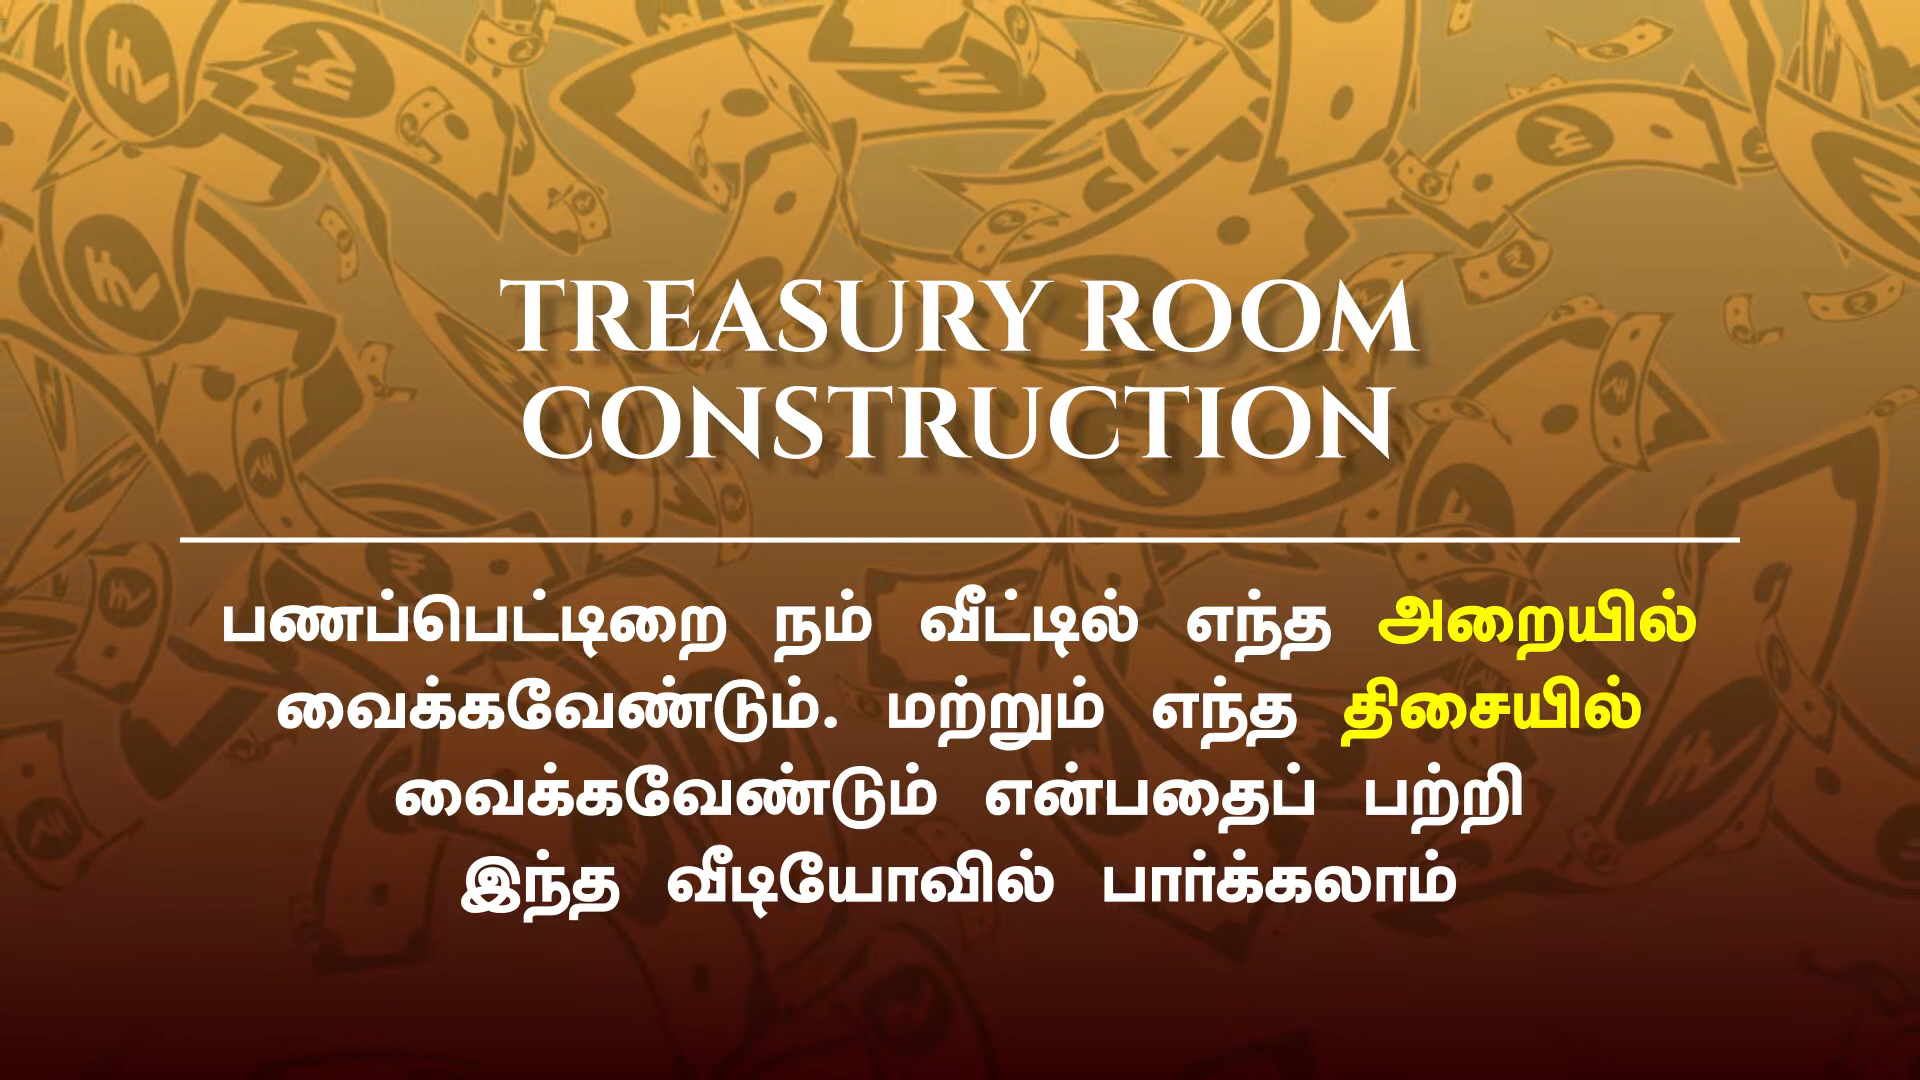 TREASURY ROOM
CONSTRUCTION
பணப்பெட்டிறை நம் வீட்டில் எந்த அறையில்
வைக்கவேண்டும். மற்றும் எந்த திசையில்
வைக்கவேண்டும் என்பதைப் பற்றி
இந்த வீடியோவில் பார்க்கலாம்